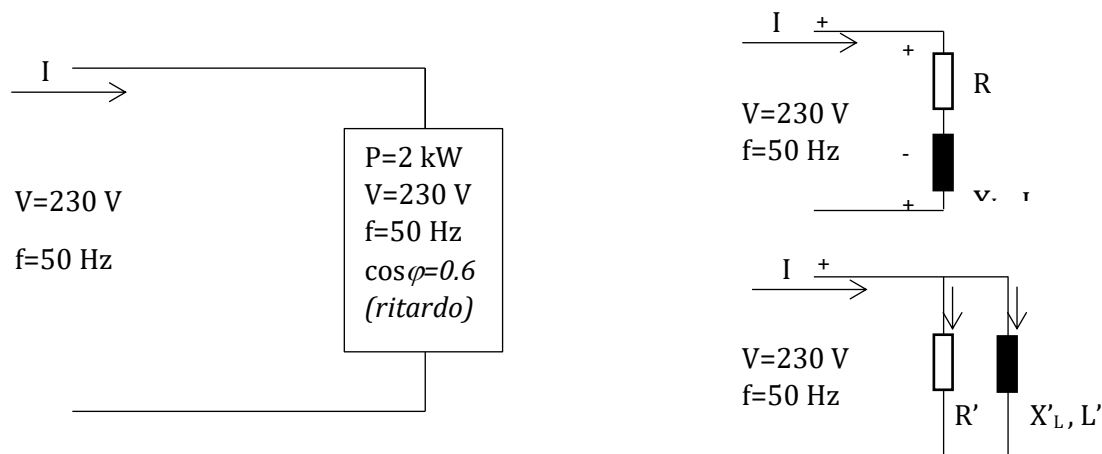 I
V=230 V
f=50 Hz
P=2 kW
V=230 V
f=50 Hz
cosφ=0.6
(ritardo)
I +
+
R
V=230 V
f=50 Hz
-
+
I +
V=230 V
f=50 Hz
R’
X’L , L’